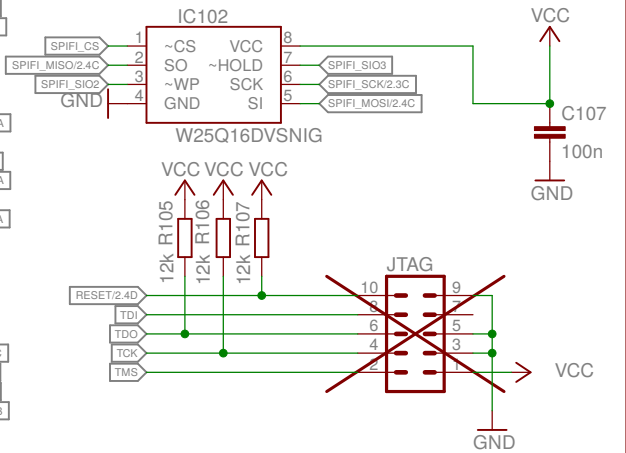 IC102
VCC
SPIFI_CS 1 ~CS VCC 8
SPIFI_MISO/2.4C 2 SO ~HOLD 7 SPIFI_SIO3
SPIFI_SIO2 3 ~WP SCK 6 SPIFI_SCK/2.3C
GND 4 GND SI 5 SPIFI_MOSI/2.4C
W25Q16DVSNIG
C107
100n
GND
VCC VCC VCC
12k R105
12k R106
12k R107
JTAG
RESET/2.4D 10 9
TDI 8 7
TDO 6 5
TCK 4 3
TMS 2 1 VCC
GND
A
A
A
C
B